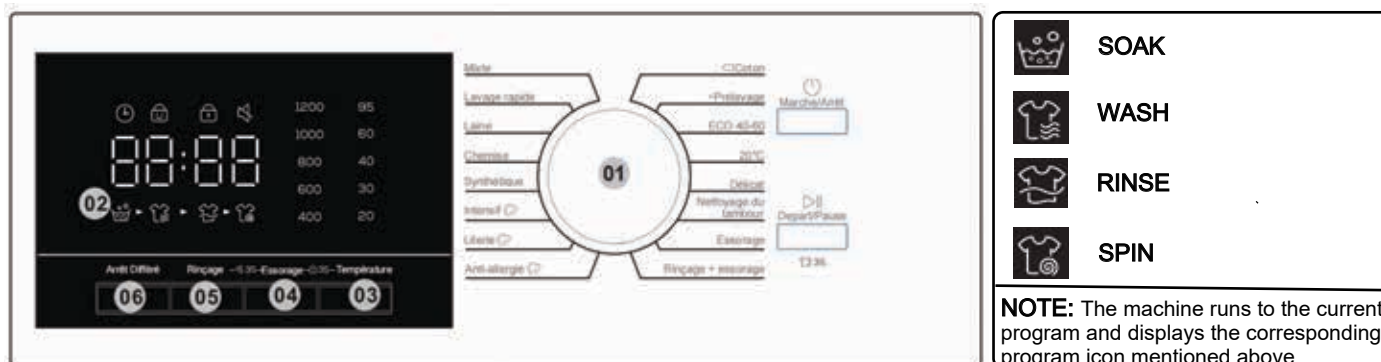 1200 95
1000 60
800 40
600 30
400 20
88:88
02
Arrêt Différé Rinçage Essorage Température
06 05 04 03
Mixte
Lavage rapide
Laine
Chemise
Synthétique
Intensif
Literie
Anti-allergie
01
Coton
+Prélavage
ECO 40-60
20°C
Délicat
Nettoyage du
tambour
Essorage
Rinçage + essorage
Marche/Arrêt
Depart/Pause
SOAK
WASH
RINSE
SPIN
NOTE: The machine runs to the current
program and displays the corresponding
program icon mentioned above